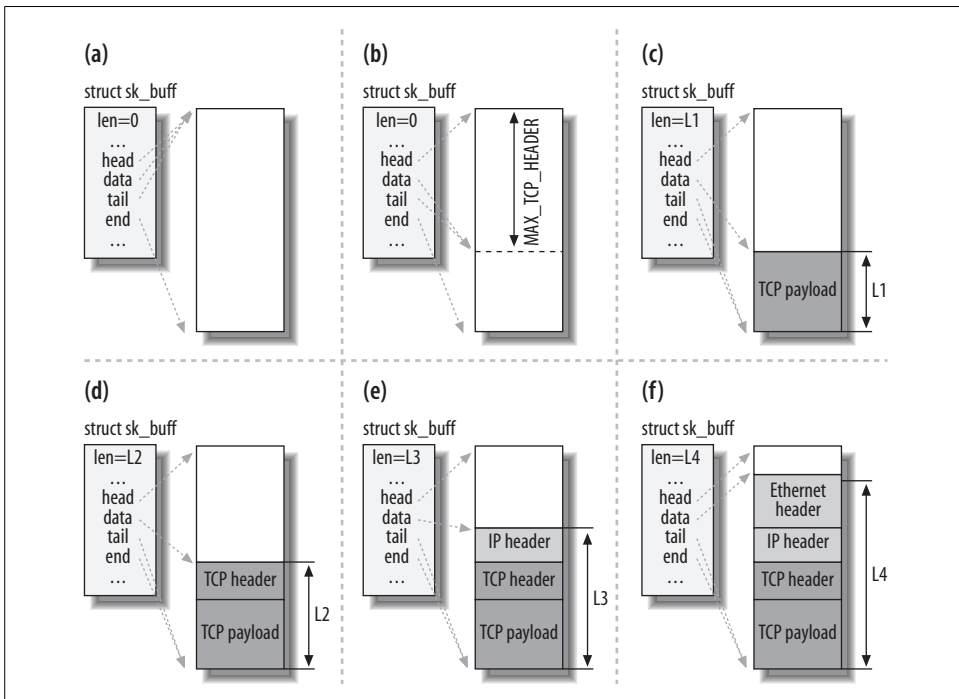 (a)
struct sk_buff
len=0
...
head
data
tail
end
...
(b)
struct sk_buff
len=0
...
head
data
tail
end
...
MAX_TCP_HEADER
(c)
struct sk_buff
len=L1
...
head
data
tail
end
...
TCP payload
L1
(d)
struct sk_buff
len=L2
...
head
data
tail
end
...
TCP header
TCP payload
L2
(e)
struct sk_buff
len=L3
...
head
data
tail
end
...
IP header
TCP header
TCP payload
L3
(f)
struct sk_buff
len=L4
...
head
data
tail
end
...
Ethernet
header
IP header
TCP header
TCP payload
L4